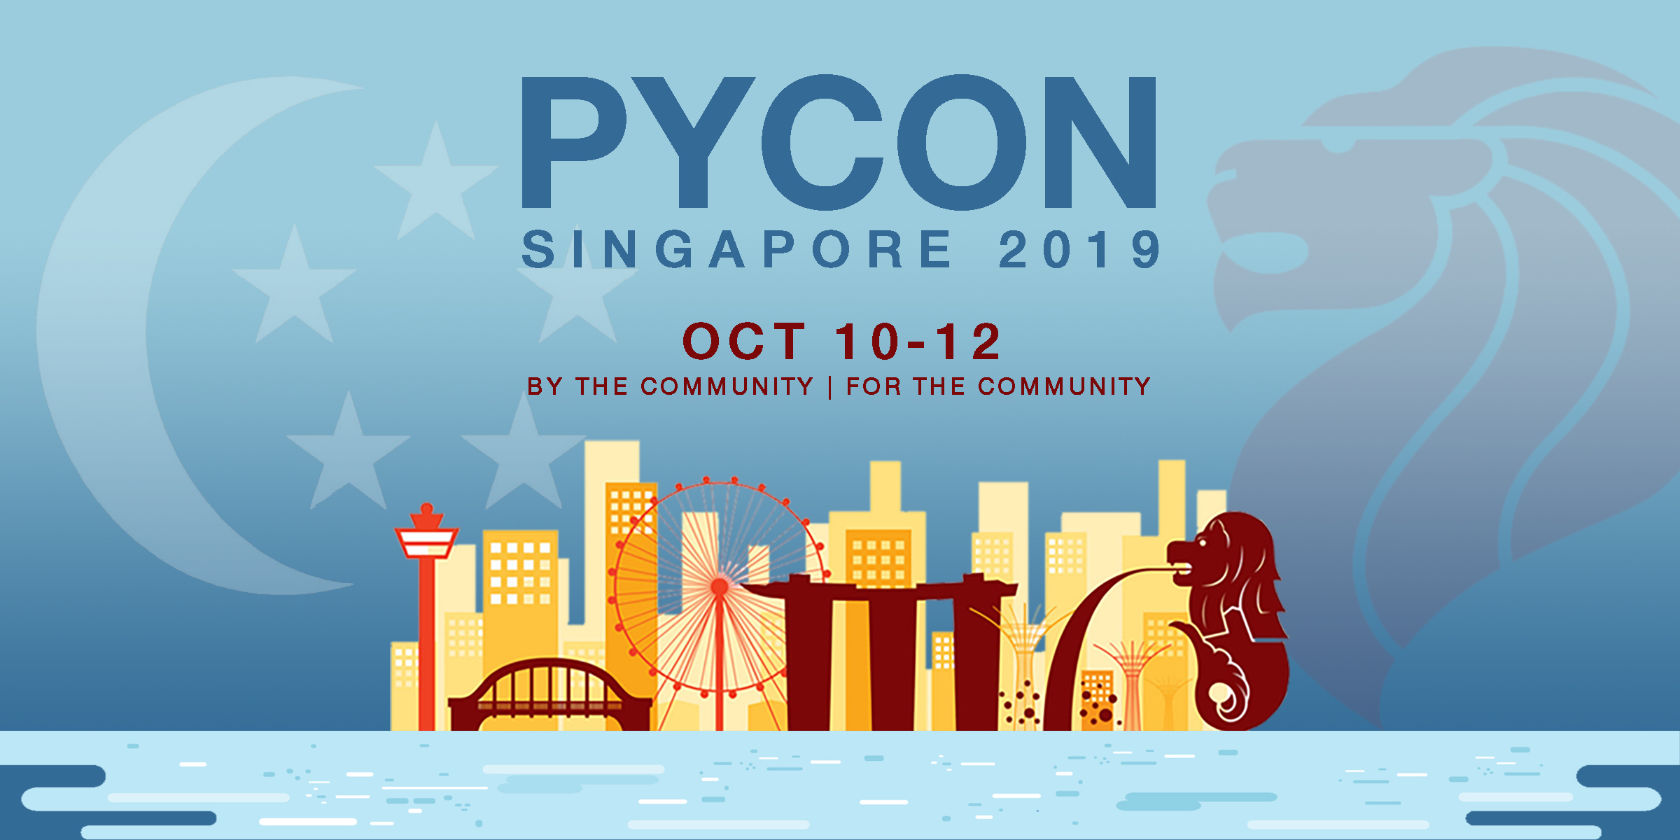 PYCON
SINGAPORE 2019
OCT 10-12
BY THE COMMUNITY | FOR THE COMMUNITY